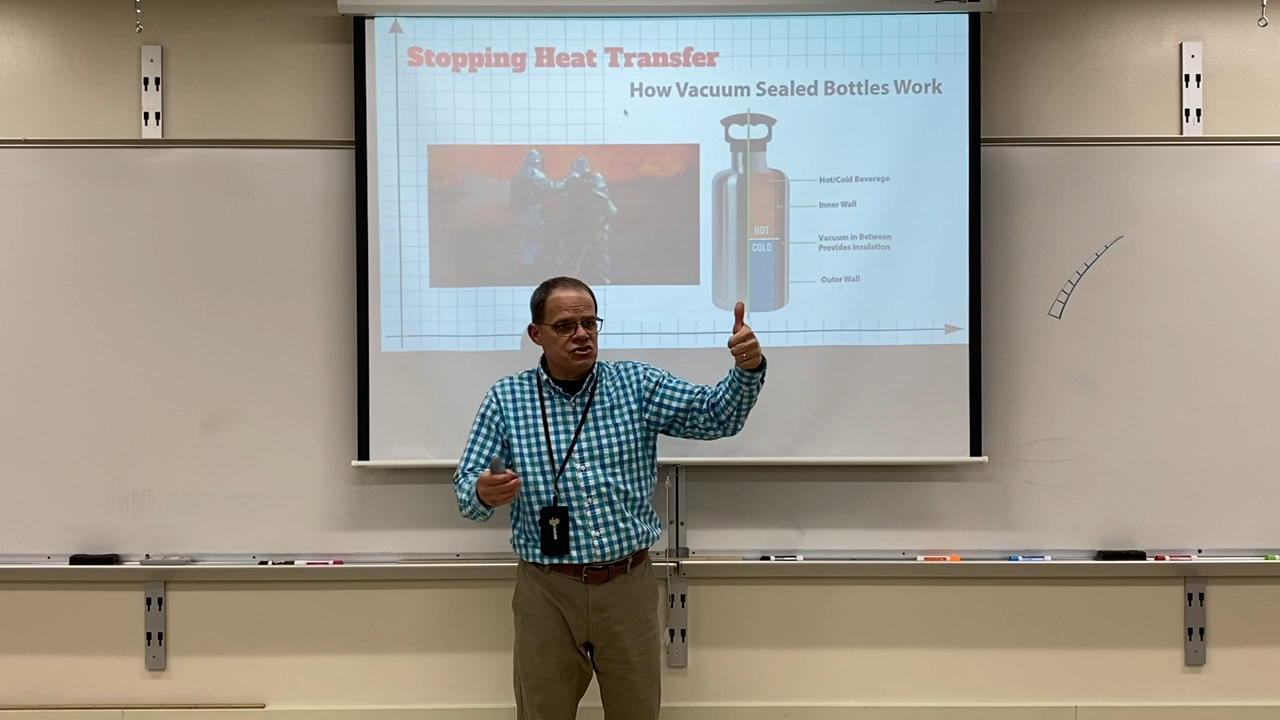 Stopping Heat Transfer
How Vacuum Sealed Bottles Work
Hot/Cold Beverage
Inner Wall
HOT
COLD
Vacuum in Between
Provides Insulation
Outer Wall